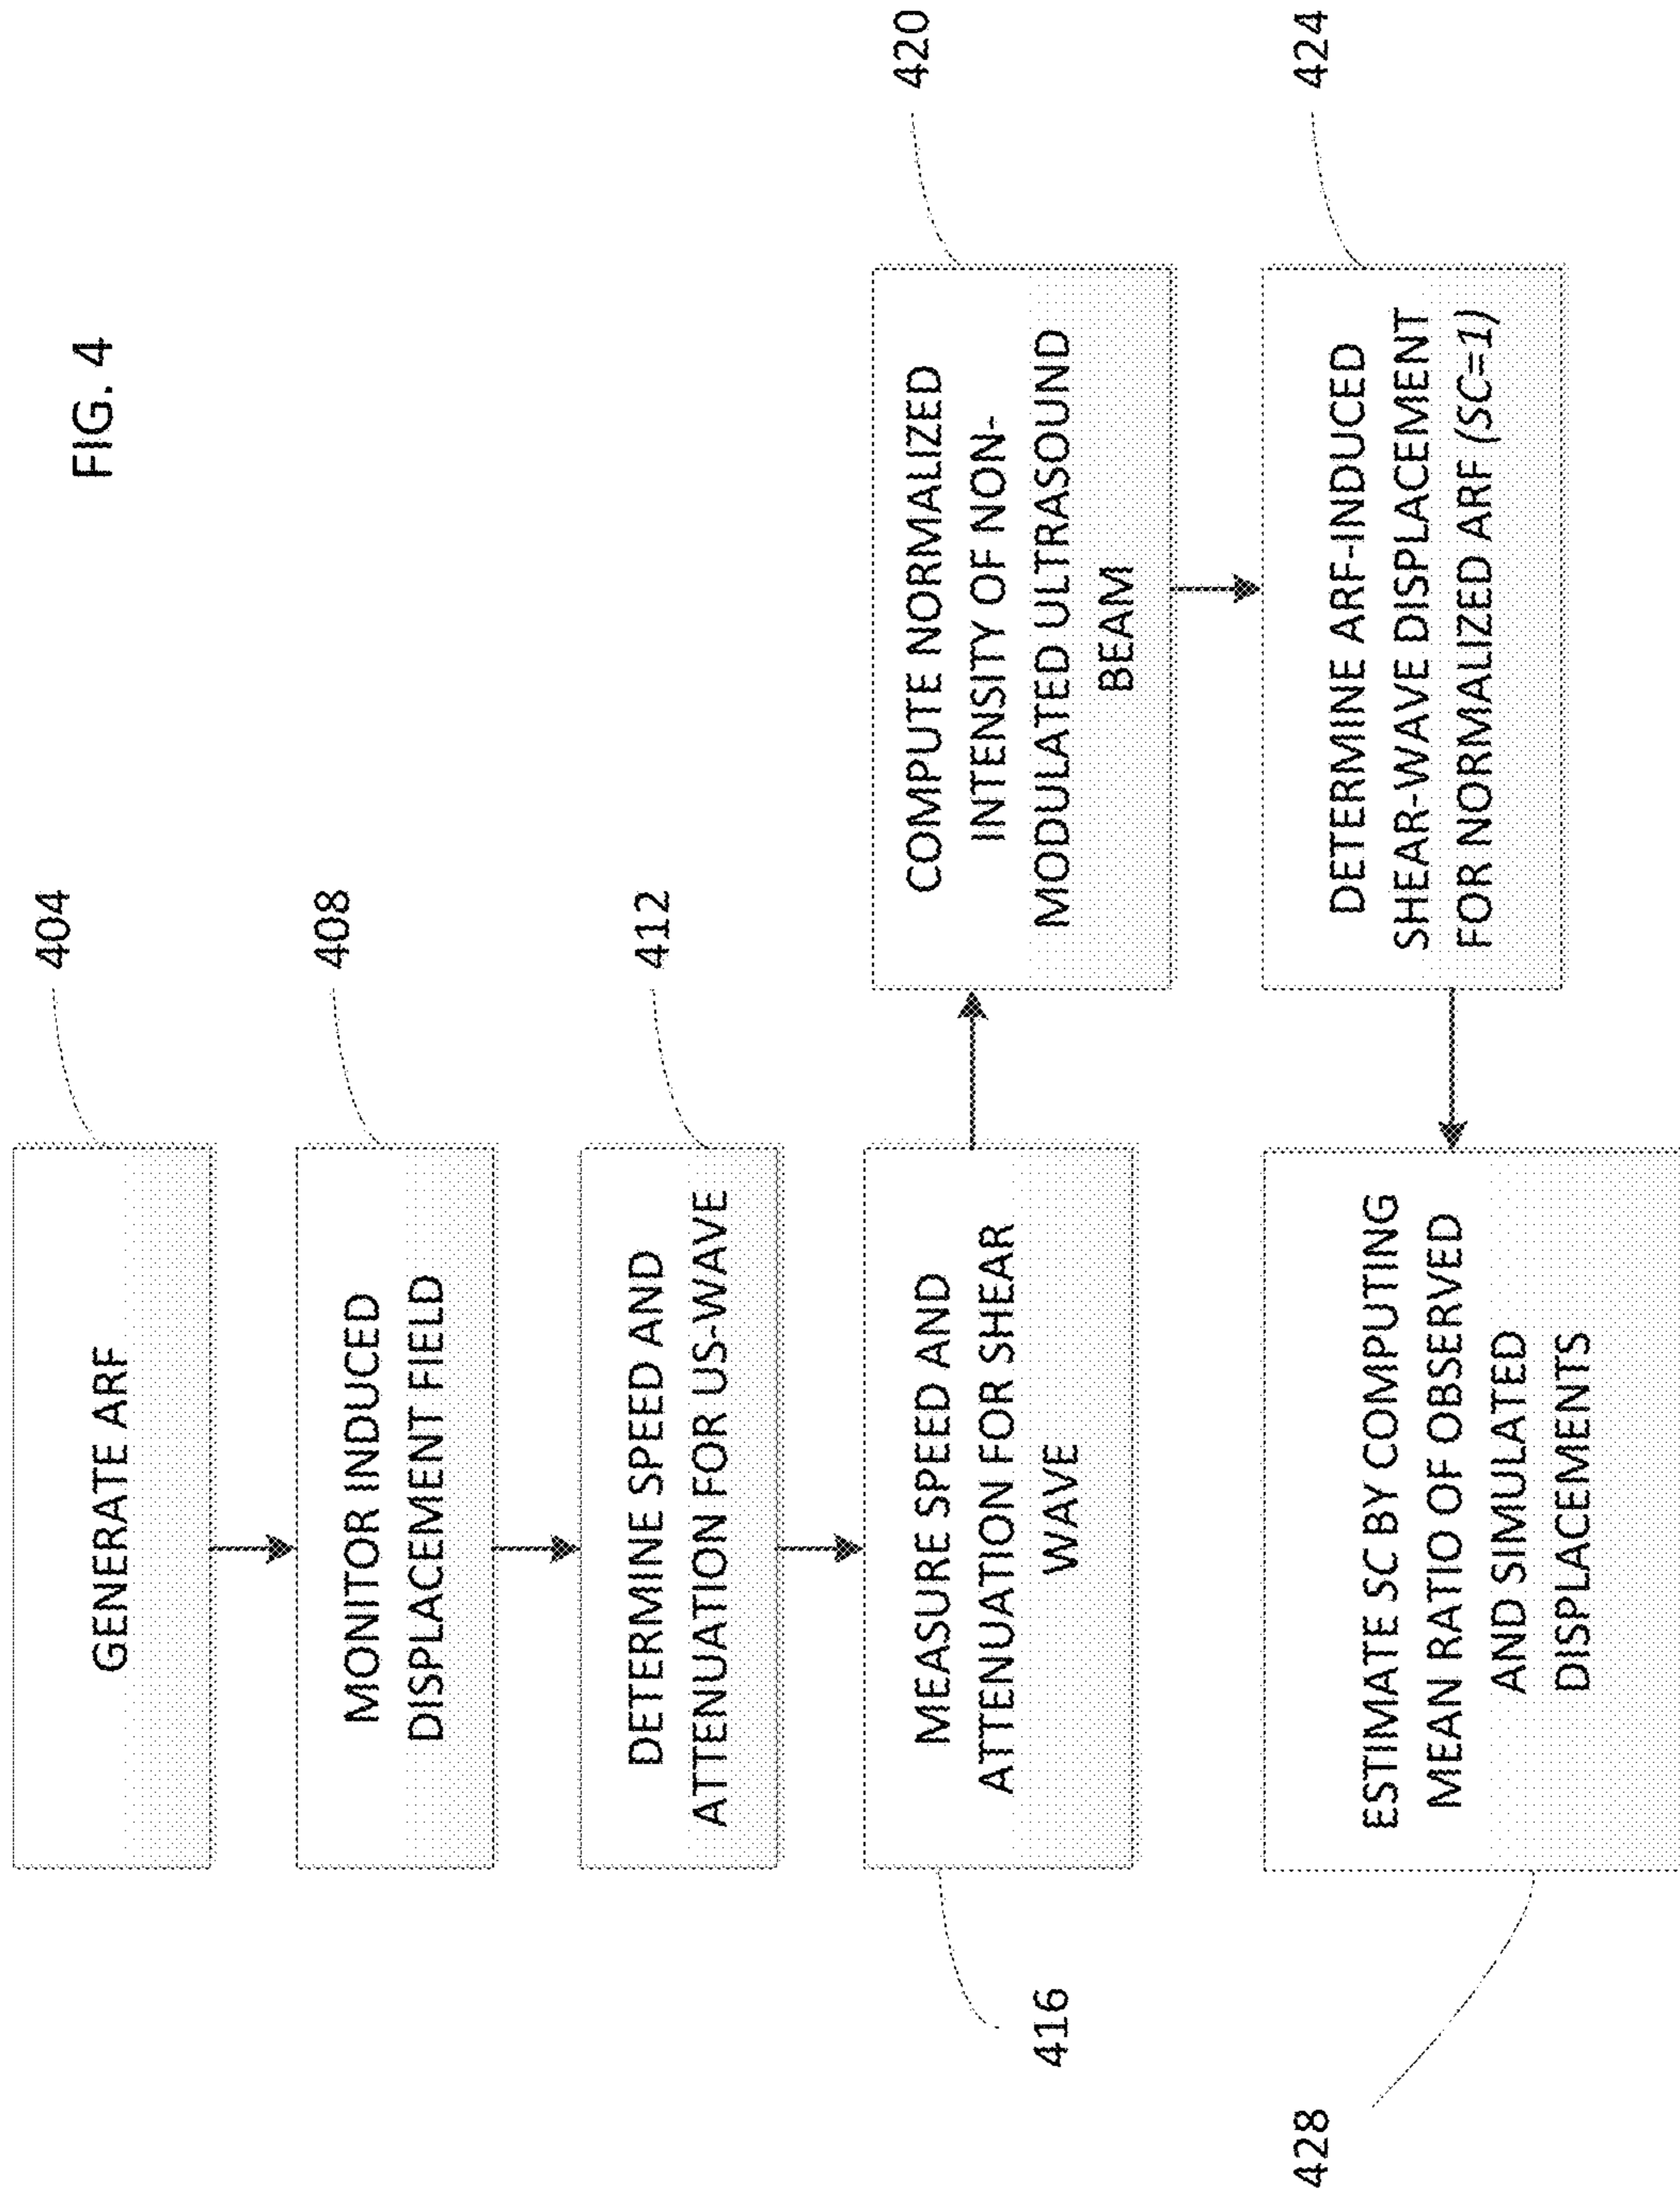 FIG. 4
404
GENERATE ARF
408
MONITOR INDUCED
DISPLACEMENT FIELD
412
DETERMINE SPEED AND
ATTENUATION FOR US-WAVE
416
MEASURE SPEED AND
ATTENUATION FOR SHEAR
WAVE
420
COMPUTE NORMALIZED
INTENSITY OF NON-
MODULATED ULTRASOUND
BEAM
424
DETERMINE ARF-INDUCED
SHEAR-WAVE DISPLACEMENT
FOR NORMALIZED ARF (SC=1)
428
ESTIMATE SC BY COMPUTING
MEAN RATIO OF OBSERVED
AND SIMULATED
DISPLACEMENTS